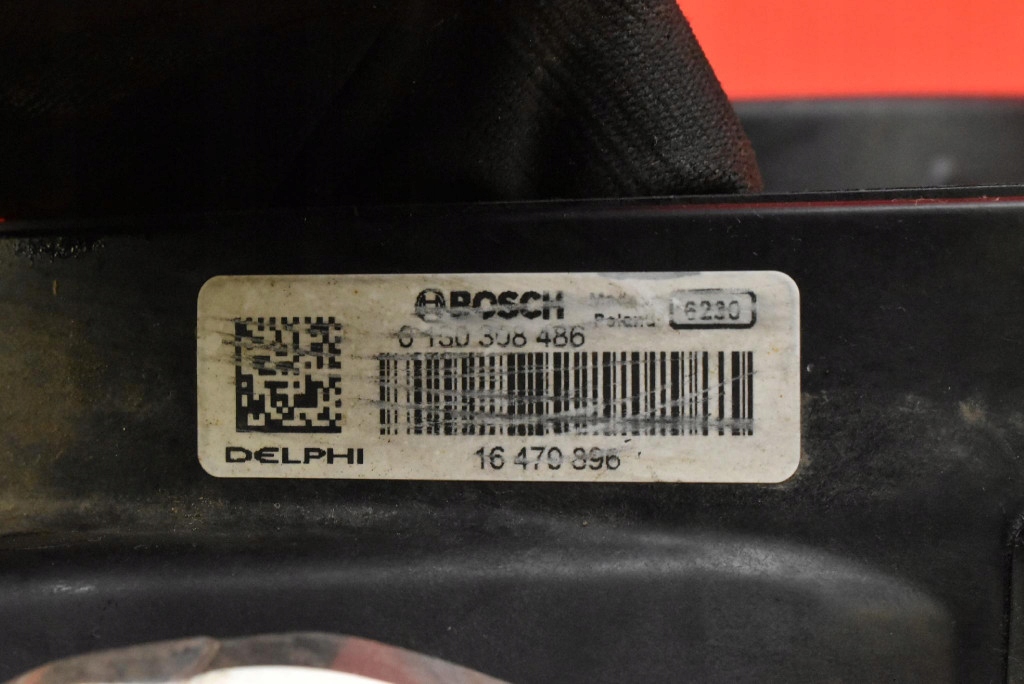 BOSCH
Made in
Poland
6230
0 130 308 486
DELPHI
16 470 896